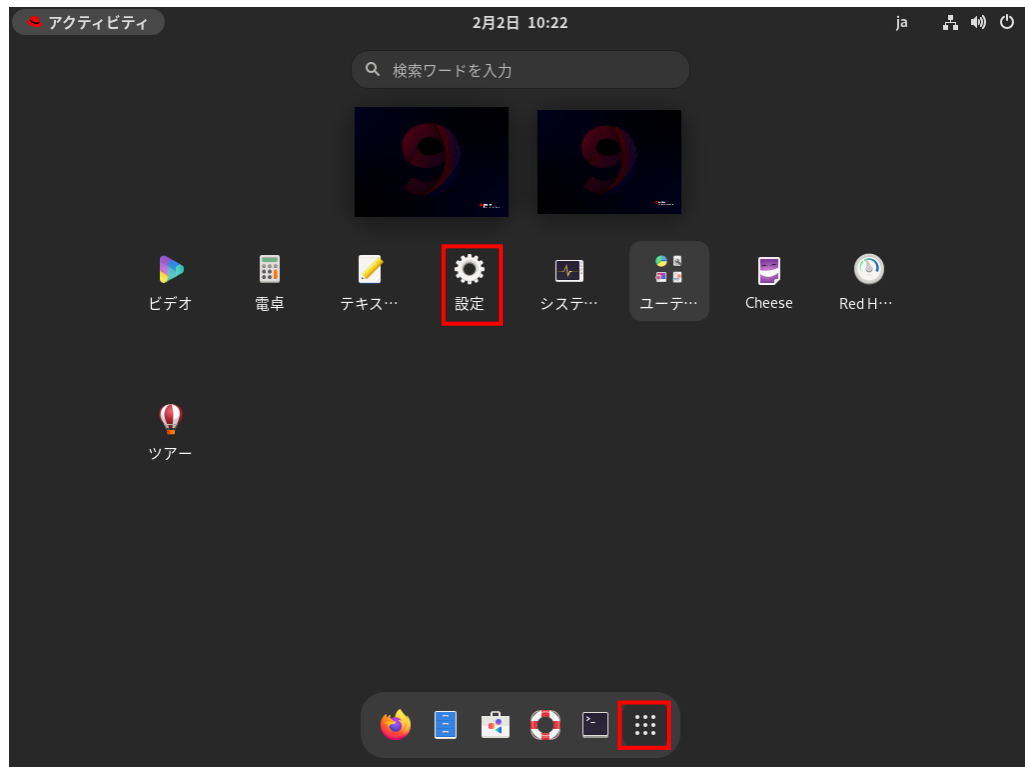 アクティビティ
2月2日 10:22
ja
検索ワードを入力
9
9
ビデオ
電卓
テキス…
設定
システ…
ユーテ…
Cheese
Red H…
ツアー